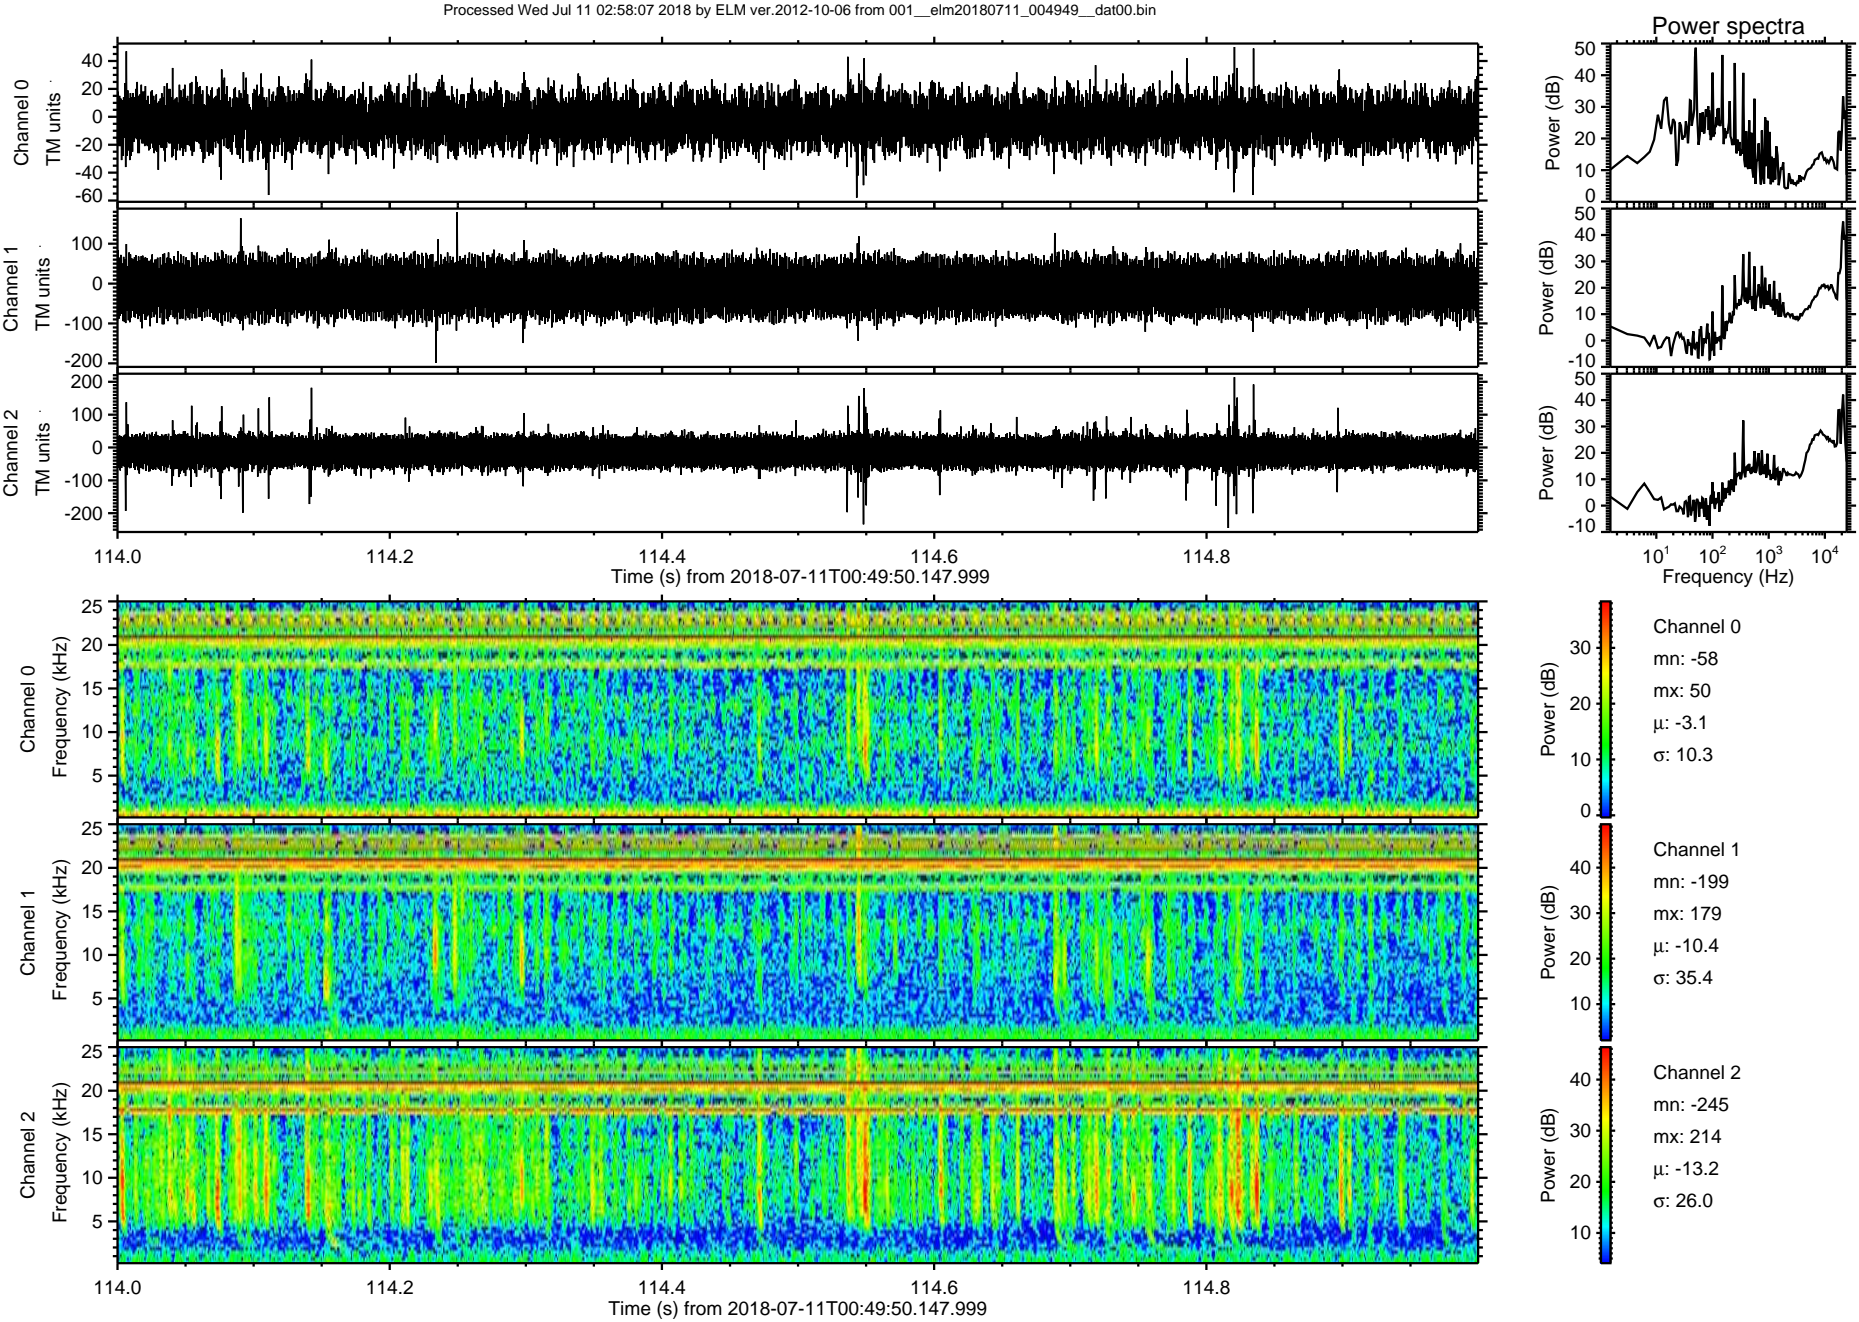 Processed Wed Jul 11 02:58:07 2018 by ELM ver.2012-10-06 from 001__elm20180711_004949__dat00.bin
Power spectra
Channel 0
TM units
40
20
0
-20
-40
-60
Power (dB)
50
40
30
20
10
0
Channel 1
TM units
100
0
-100
-200
Power (dB)
50
40
30
20
10
0
-10
Channel 2
TM units
200
100
0
-100
-200
Power (dB)
50
40
30
20
10
0
-10
114.0 114.2 114.4 114.6 114.8
Time (s) from 2018-07-11T00:49:50.147.999
10¹ 10² 10³ 10⁴
Frequency (Hz)
Channel 0
Frequency (kHz)
25
20
15
10
5
Power (dB)
30
20
10
0
Channel 0
mn: -58
mx: 50
μ: -3.1
σ: 10.3
Channel 1
Frequency (kHz)
25
20
15
10
5
Power (dB)
40
30
20
10
Channel 1
mn: -199
mx: 179
μ: -10.4
σ: 35.4
Channel 2
Frequency (kHz)
25
20
15
10
5
Power (dB)
40
30
20
10
Channel 2
mn: -245
mx: 214
μ: -13.2
σ: 26.0
114.0 114.2 114.4 114.6 114.8
Time (s) from 2018-07-11T00:49:50.147.999